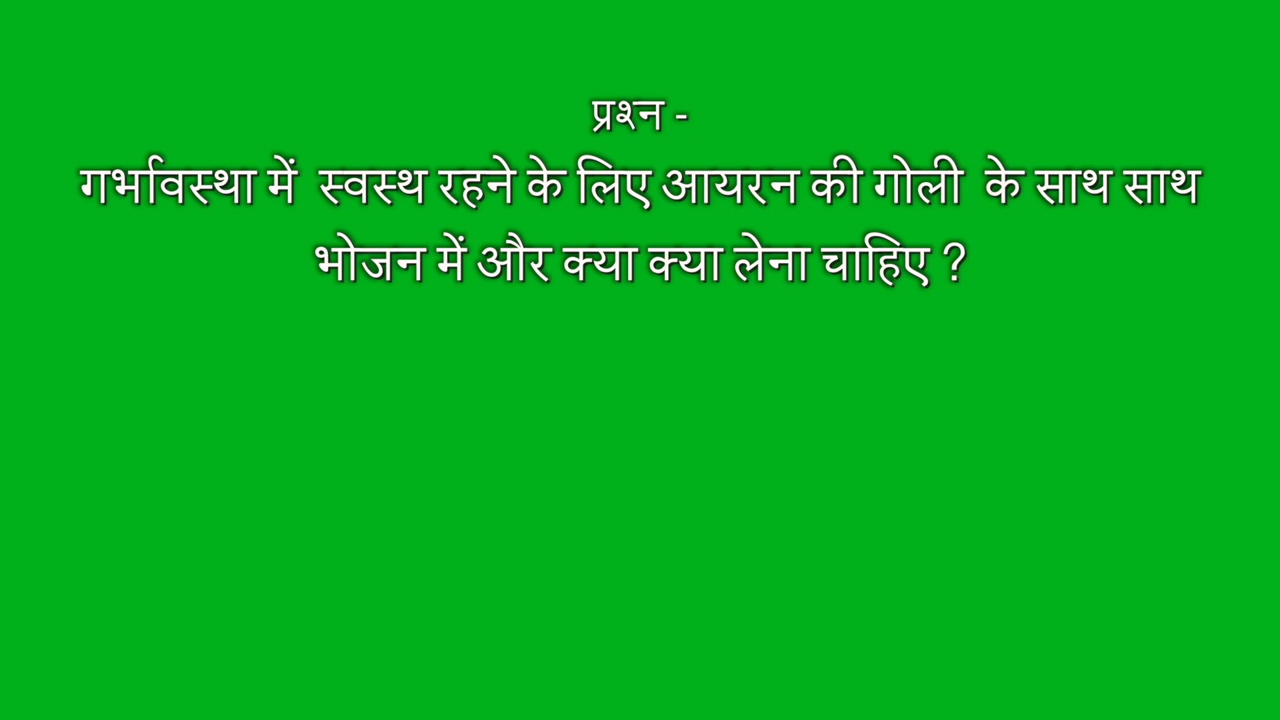 प्रश्न -
गर्भावस्था में  स्वस्थ रहने के लिए आयरन की गोली  के साथ साथ
भोजन में और क्या क्या लेना चाहिए ?